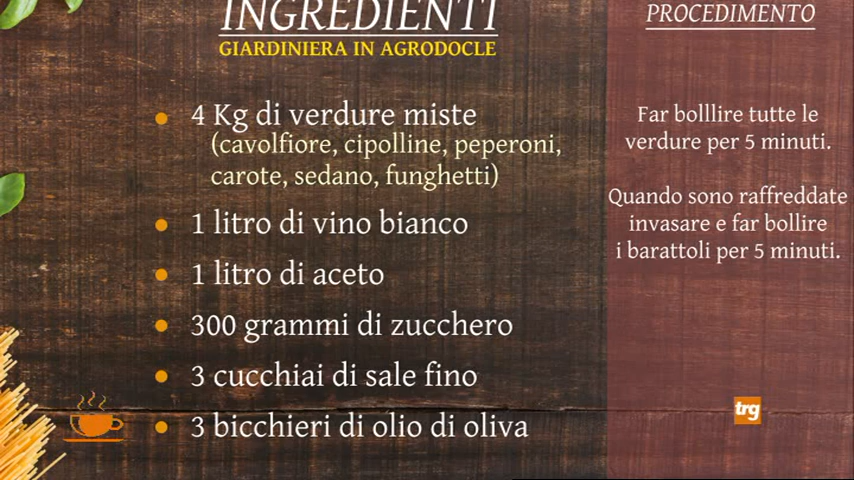 INGREDIENTI
GIARDINIERA IN AGRODOCLE
4 Kg di verdure miste
(cavolfiore, cipolline, peperoni,
carote, sedano, funghetti)
1 litro di vino bianco
1 litro di aceto
300 grammi di zucchero
3 cucchiai di sale fino
3 bicchieri di olio di oliva
PROCEDIMENTO
Far bolllire tutte le
verdure per 5 minuti.
Quando sono raffreddate
invasare e far bollire
i barattoli per 5 minuti.
trg